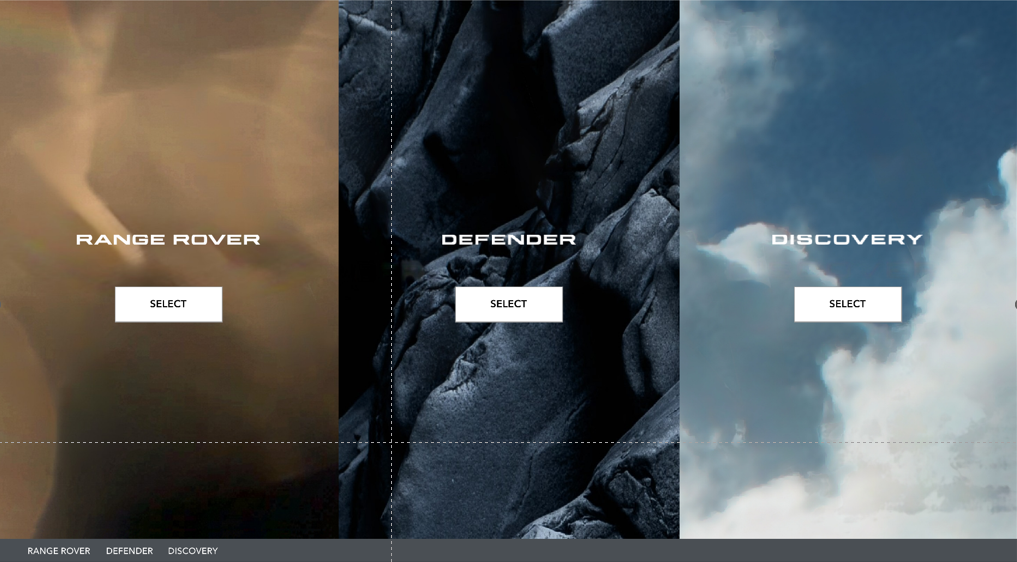 RANGE ROVER
DEFENDER
DISCOVERY
SELECT
SELECT
SELECT
RANGE ROVER DEFENDER DISCOVERY